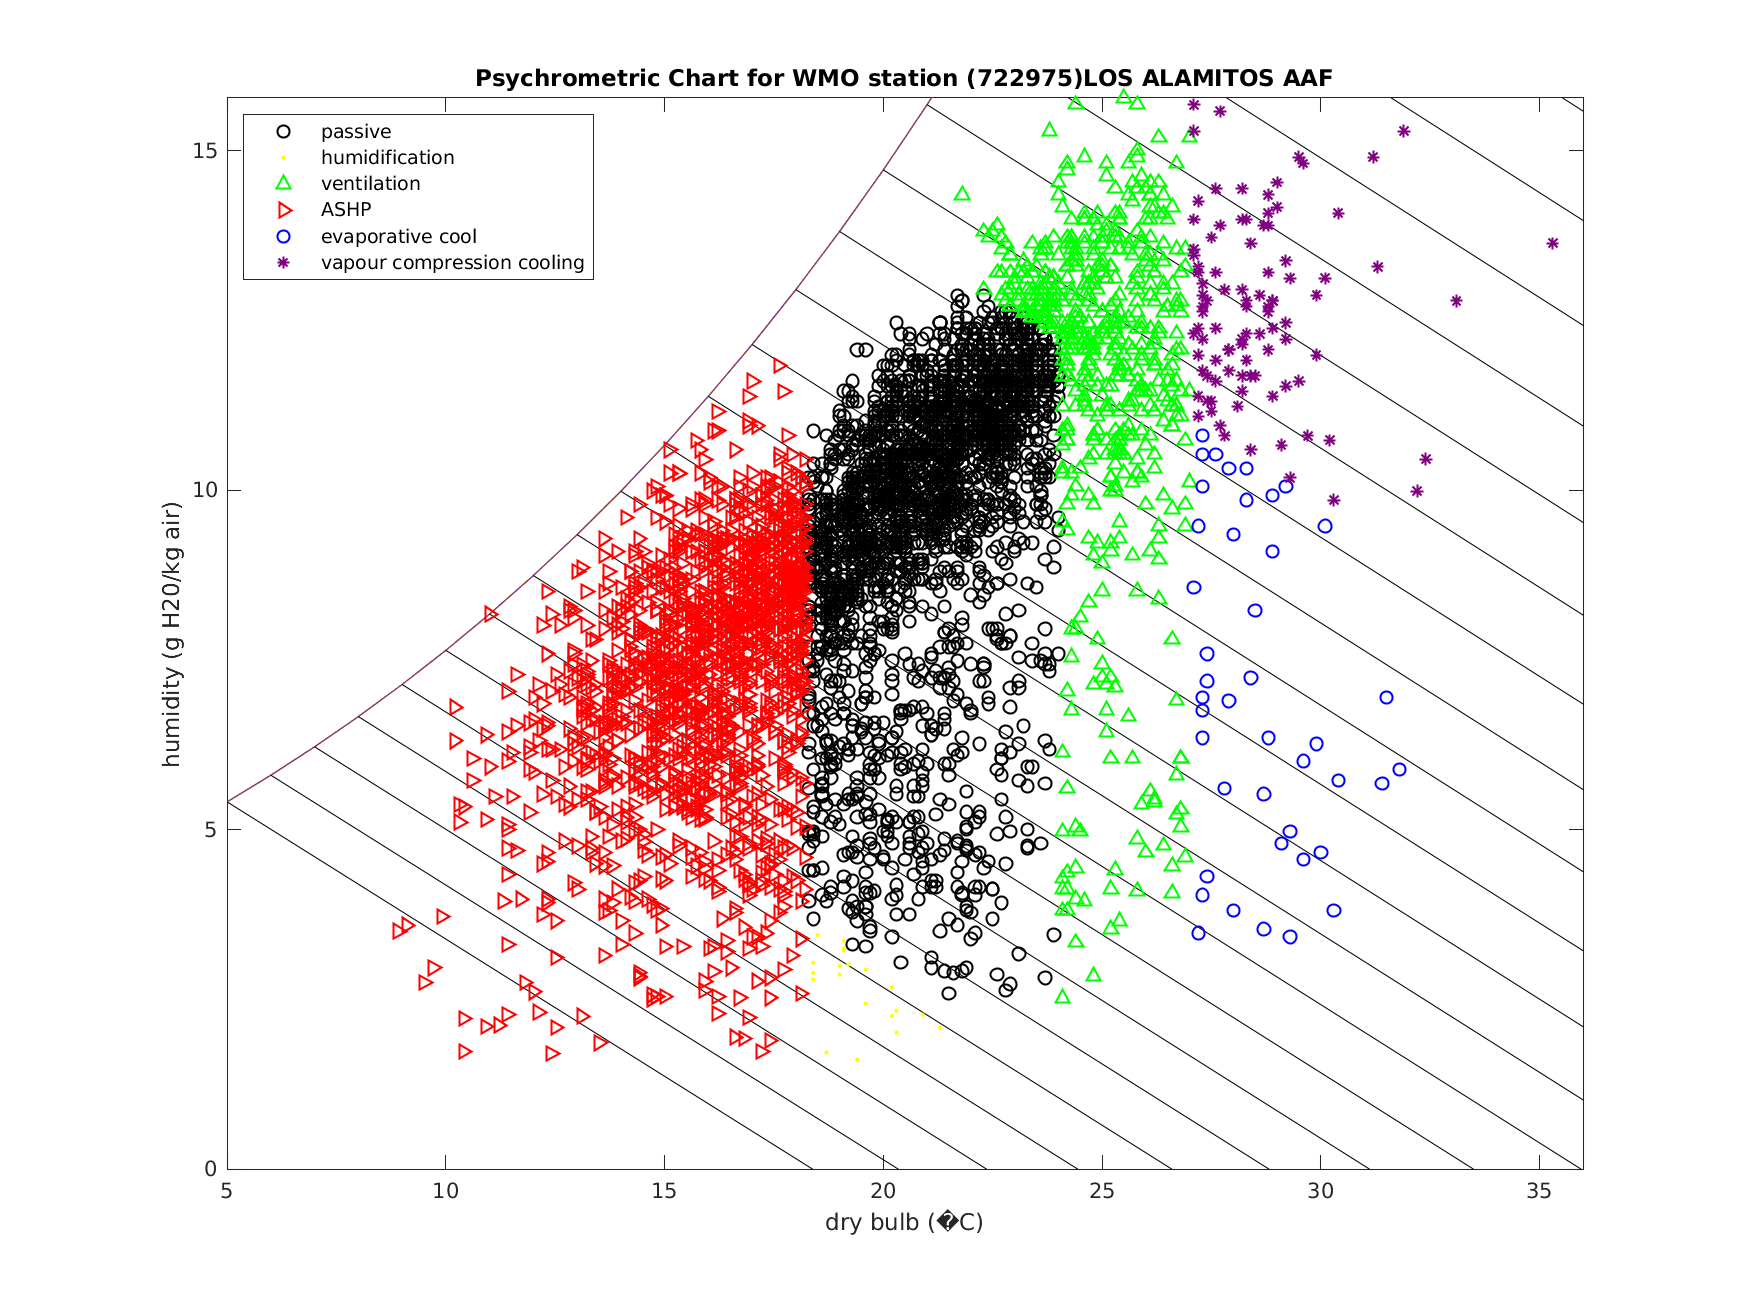 Psychrometric Chart for WMO station (722975)LOS ALAMITOS AAF
passive
humidification
ventilation
ASHP
evaporative cool
vapour compression cooling
15
10
5
0
humidity (g H20/kg air)
5 10 15 20 25 30 35
dry bulb (�C)